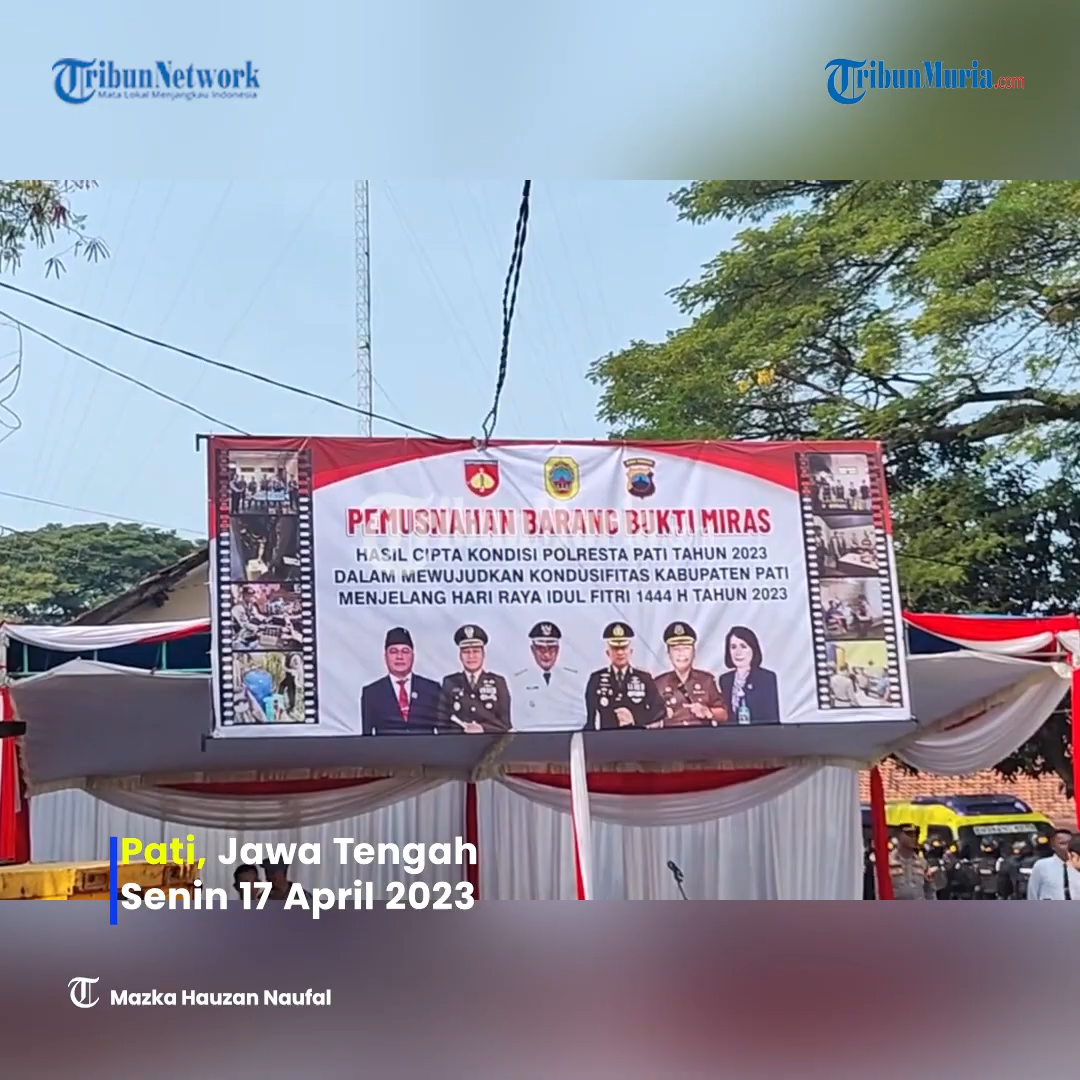 TribunNetwork
Mata Lokal Menjangkau Indonesia
TribunMuria.com
PEMUSNAHAN BARANG BUKTI MIRAS
HASIL CIPTA KONDISI POLRESTA PATI TAHUN 2023
DALAM MEWUJUDKAN KONDUSIFITAS KABUPATEN PATI
MENJELANG HARI RAYA IDUL FITRI 1444 H TAHUN 2023
Pati, Jawa Tengah
Senin 17 April 2023
Mazka Hauzan Naufal